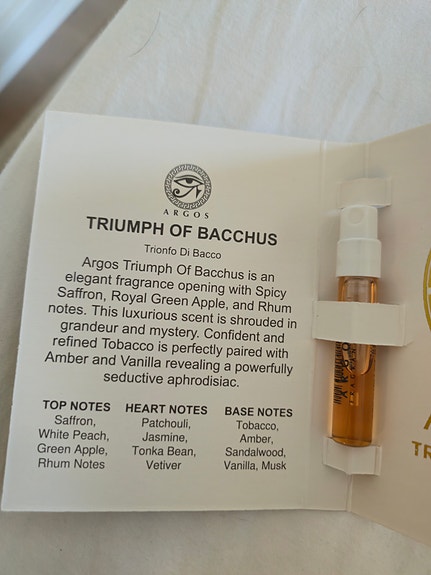 ARGOS
TRIUMPH OF BACCHUS
Trionfo Di Bacco
Argos Triumph Of Bacchus is an
elegant fragrance opening with Spicy
Saffron, Royal Green Apple, and Rhum
notes. This luxurious scent is shrouded in
grandeur and mystery. Confident and
refined Tobacco is perfectly paired with
Amber and Vanilla revealing a powerfully
seductive aphrodisiac.
TOP NOTES
Saffron,
White Peach,
Green Apple,
Rhum Notes
HEART NOTES
Patchouli,
Jasmine,
Tonka Bean,
Vetiver
BASE NOTES
Tobacco,
Amber,
Sandalwood,
Vanilla, Musk